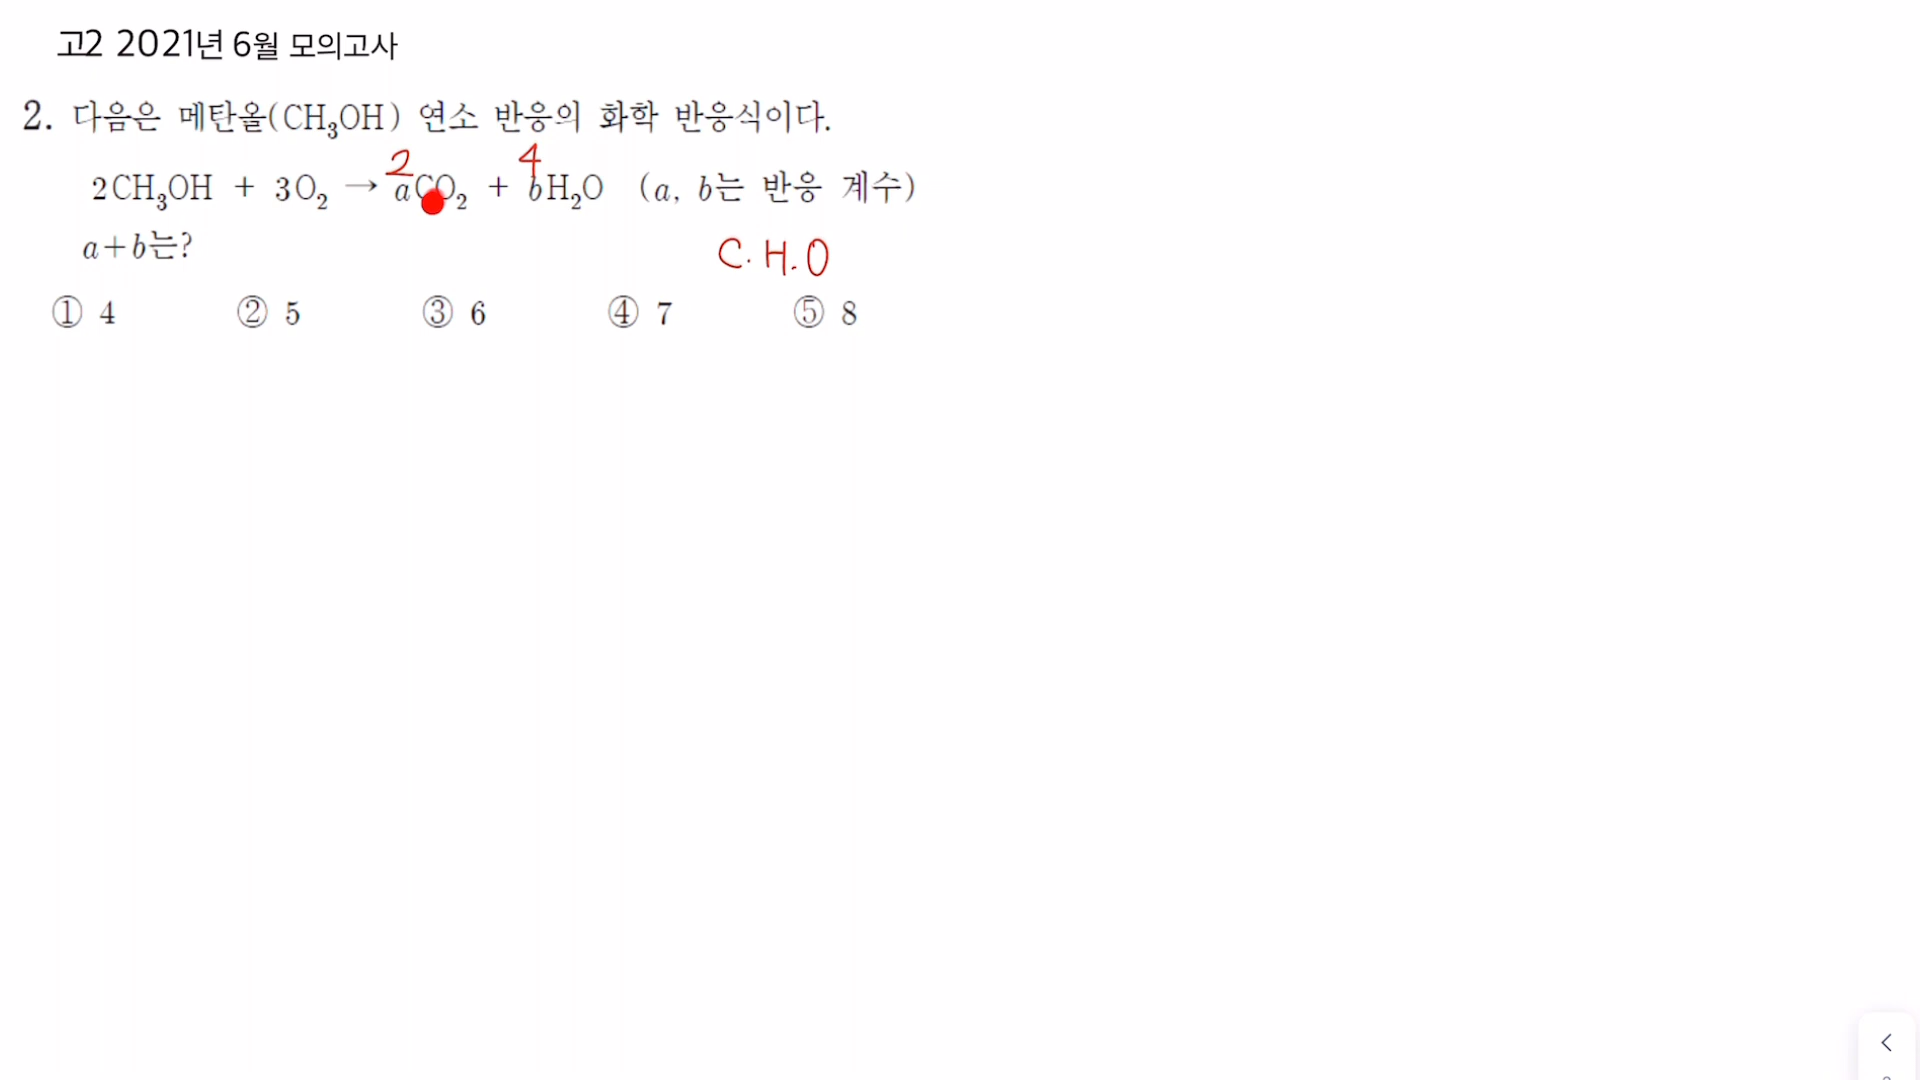 고2 2021년 6월 모의고사
2. 다음은 메탄올(CH₃OH) 연소 반응의 화학 반응식이다.
2 4
2CH₃OH + 3O₂ → aCO₂ + bH₂O (a, b는 반응 계수)
a+b는?
C. H. O
① 4 ② 5 ③ 6 ④ 7 ⑤ 8